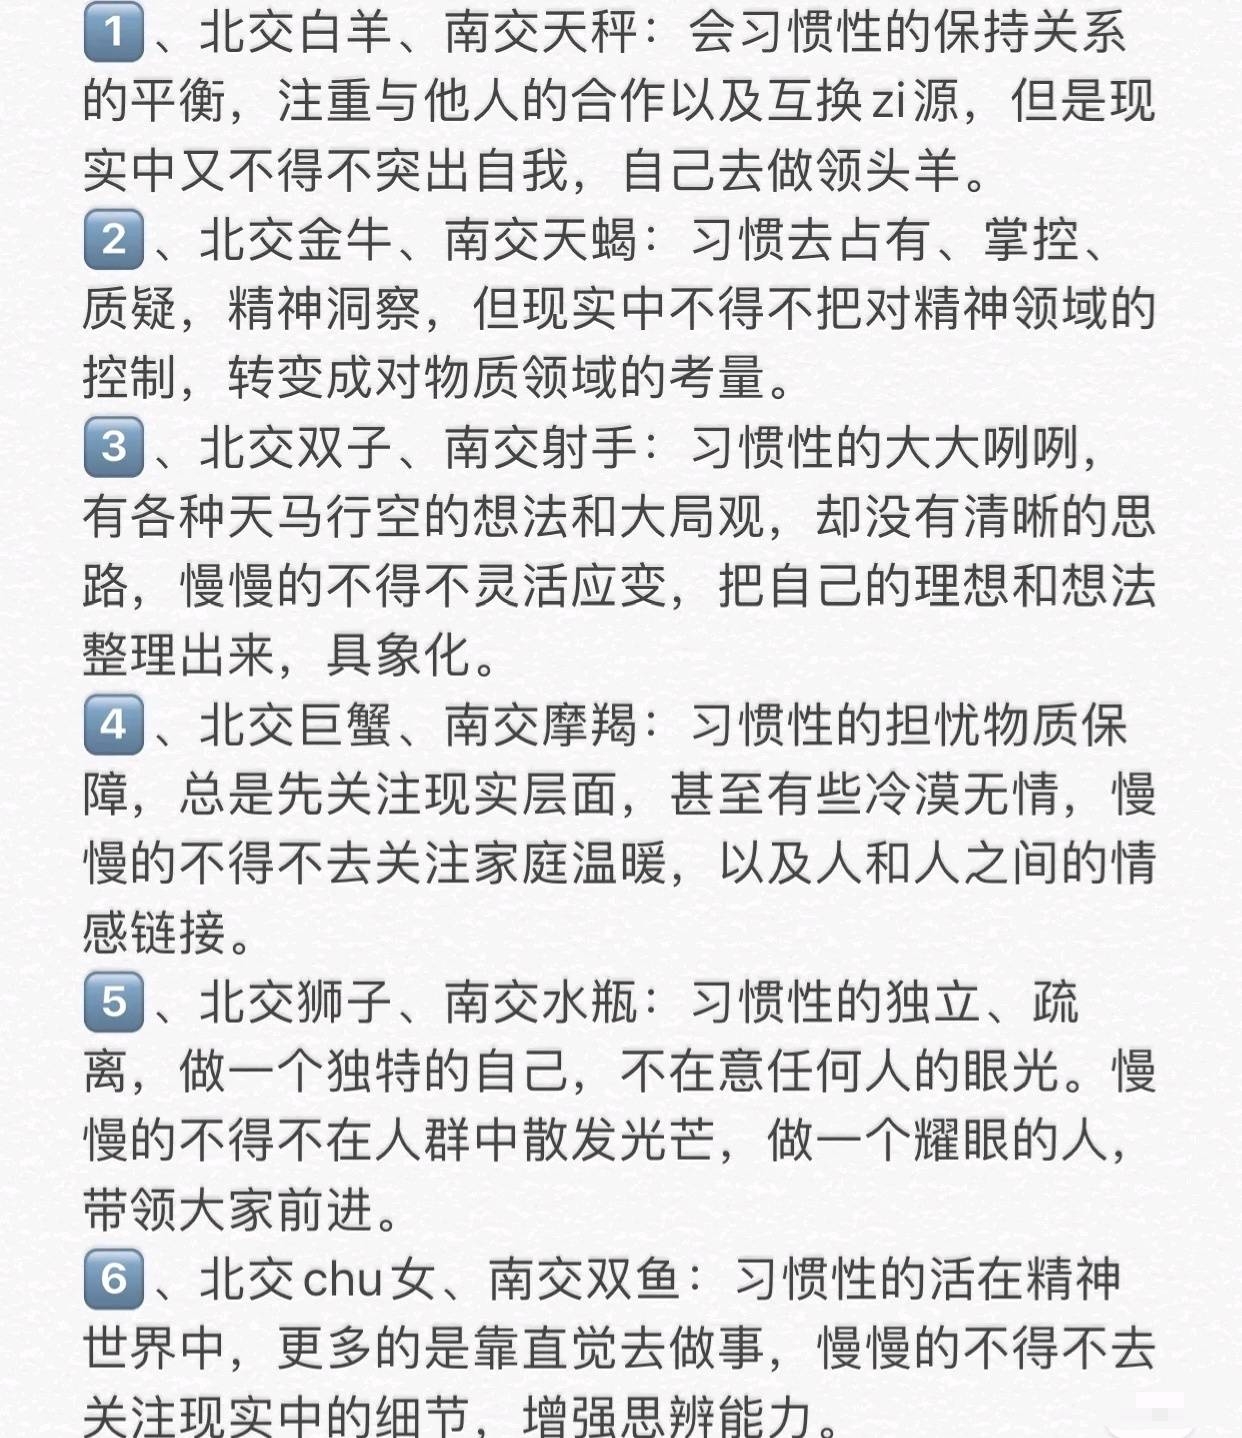 1️⃣、北交白羊、南交天秤：会习惯性的保持关系
的平衡，注重与他人的合作以及互换zi源，但是现
实中又不得不突出自我，自己去做领头羊。
2️⃣、北交金牛、南交天蝎：习惯去占有、掌控、
质疑，精神洞察，但现实中不得不把对精神领域的
控制，转变成对物质领域的考量。
3️⃣、北交双子、南交射手：习惯性的大大咧咧，
有各种天马行空的想法和大局观，却没有清晰的思
路，慢慢的不得不灵活应变，把自己的理想和想法
整理出来，具象化。
4️⃣、北交巨蟹、南交摩羯：习惯性的担忧物质保
障，总是先关注现实层面，甚至有些冷漠无情，慢
慢的不得不去关注家庭温暖，以及人和人之间的情
感链接。
5️⃣、北交狮子、南交水瓶：习惯性的独立、疏
离，做一个独特的自己，不在意任何人的眼光。慢
慢的不得不在人群中散发光芒，做一个耀眼的人，
带领大家前进。
6️⃣、北交chu女、南交双鱼：习惯性的活在精神
世界中，更多的是靠直觉去做事，慢慢的不得不去
关注现实中的细节，增强思辨能力。